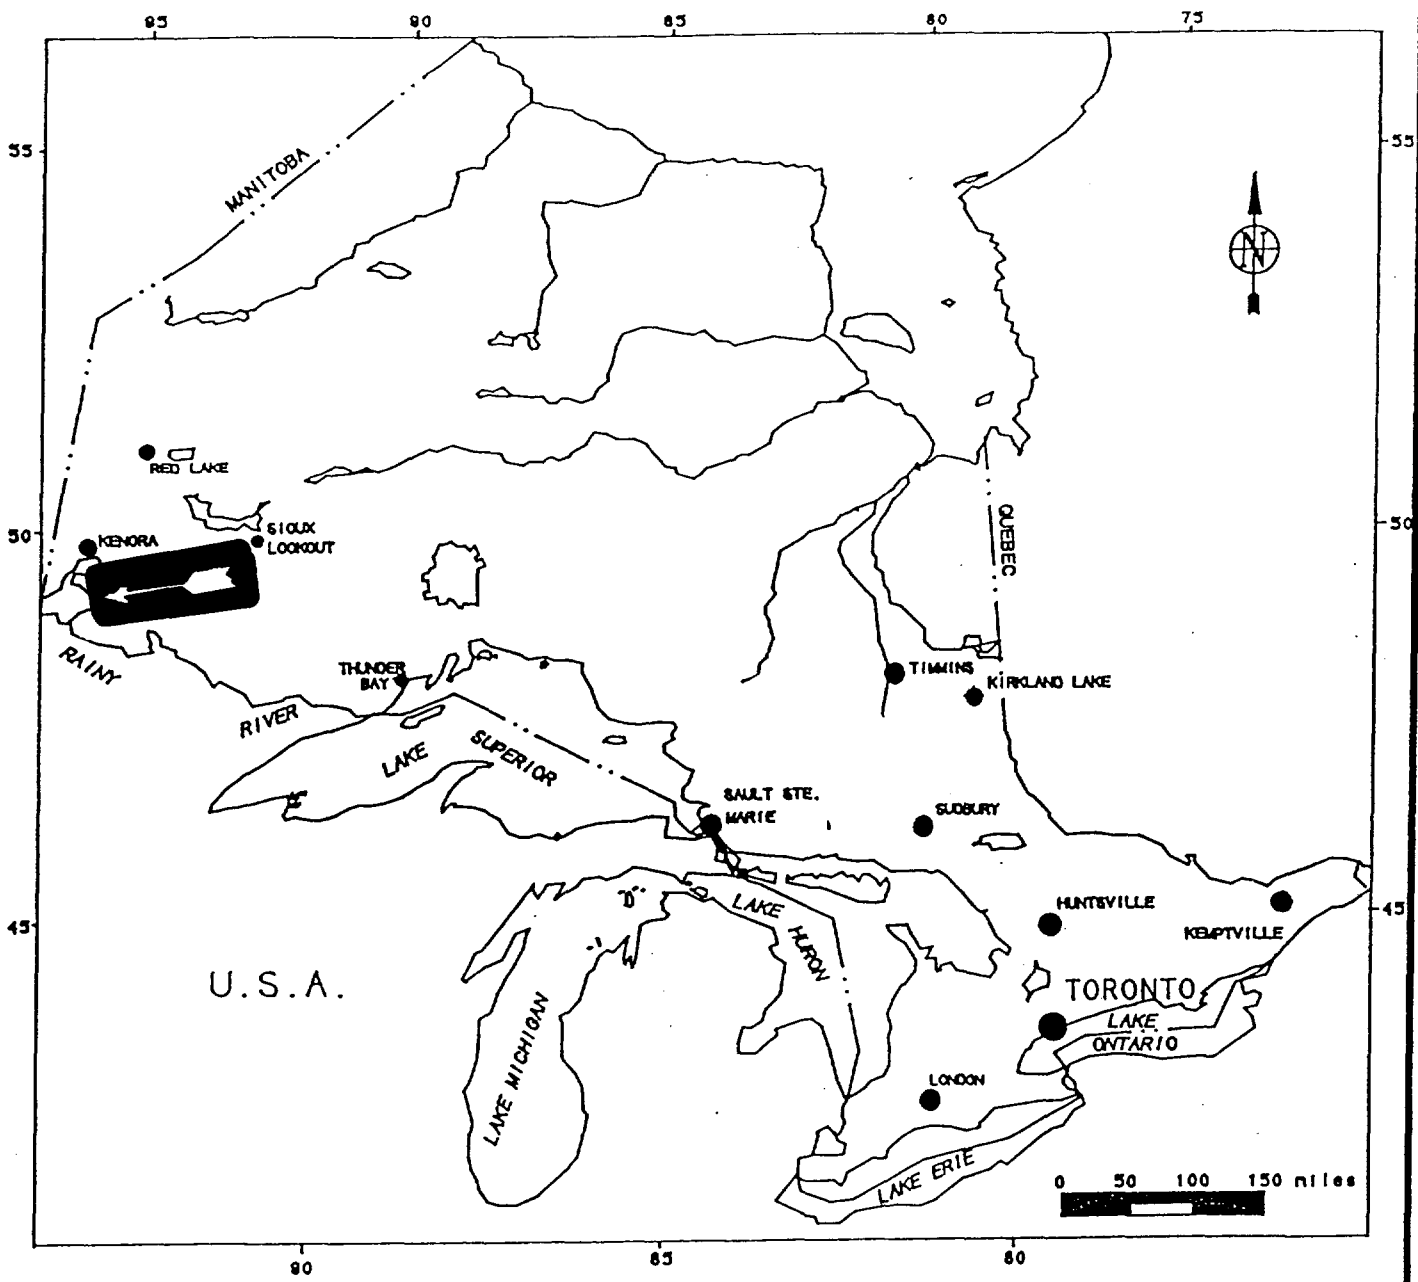 95 90 85 80 75
55 55
MANITOBA
N
RED LAKE
50 50
KENORA
SIOUX
LOOKOUT
QUEBEC
RAINY
RIVER
THUNDER
BAY
TIMMINS
KIRKLAND LAKE
LAKE
SUPERIOR
SAULT STE.
MARIE
SUDBURY
LAKE
HURON
HUNTSVILLE
KEMPTVILLE
45 45
U.S.A.
TORONTO
LAKE
ONTARIO
LAKE MICHIGAN
LONDON
LAKE ERIE
0 50 100 150 miles
90 85 80